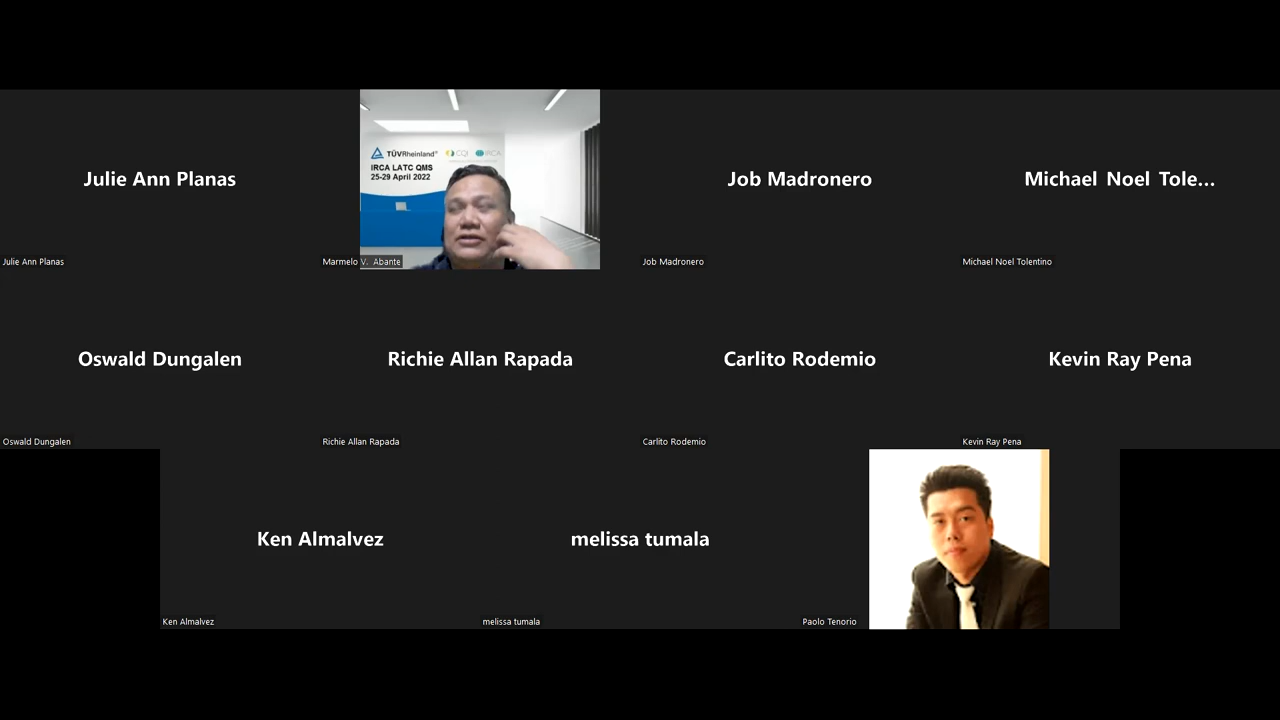 Julie Ann Planas
Julie Ann Planas
TÜVRheinland®
CQI
IRCA
IRCA LATC QMS
25-29 April 2022
Marmelo V. Abante
Job Madronero
Job Madronero
Michael Noel Tole...
Michael Noel Tolentino
Oswald Dungalen
Oswald Dungalen
Richie Allan Rapada
Richie Allan Rapada
Carlito Rodemio
Carlito Rodemio
Kevin Ray Pena
Kevin Ray Pena
Ken Almalvez
Ken Almalvez
melissa tumala
melissa tumala
Paolo Tenorio